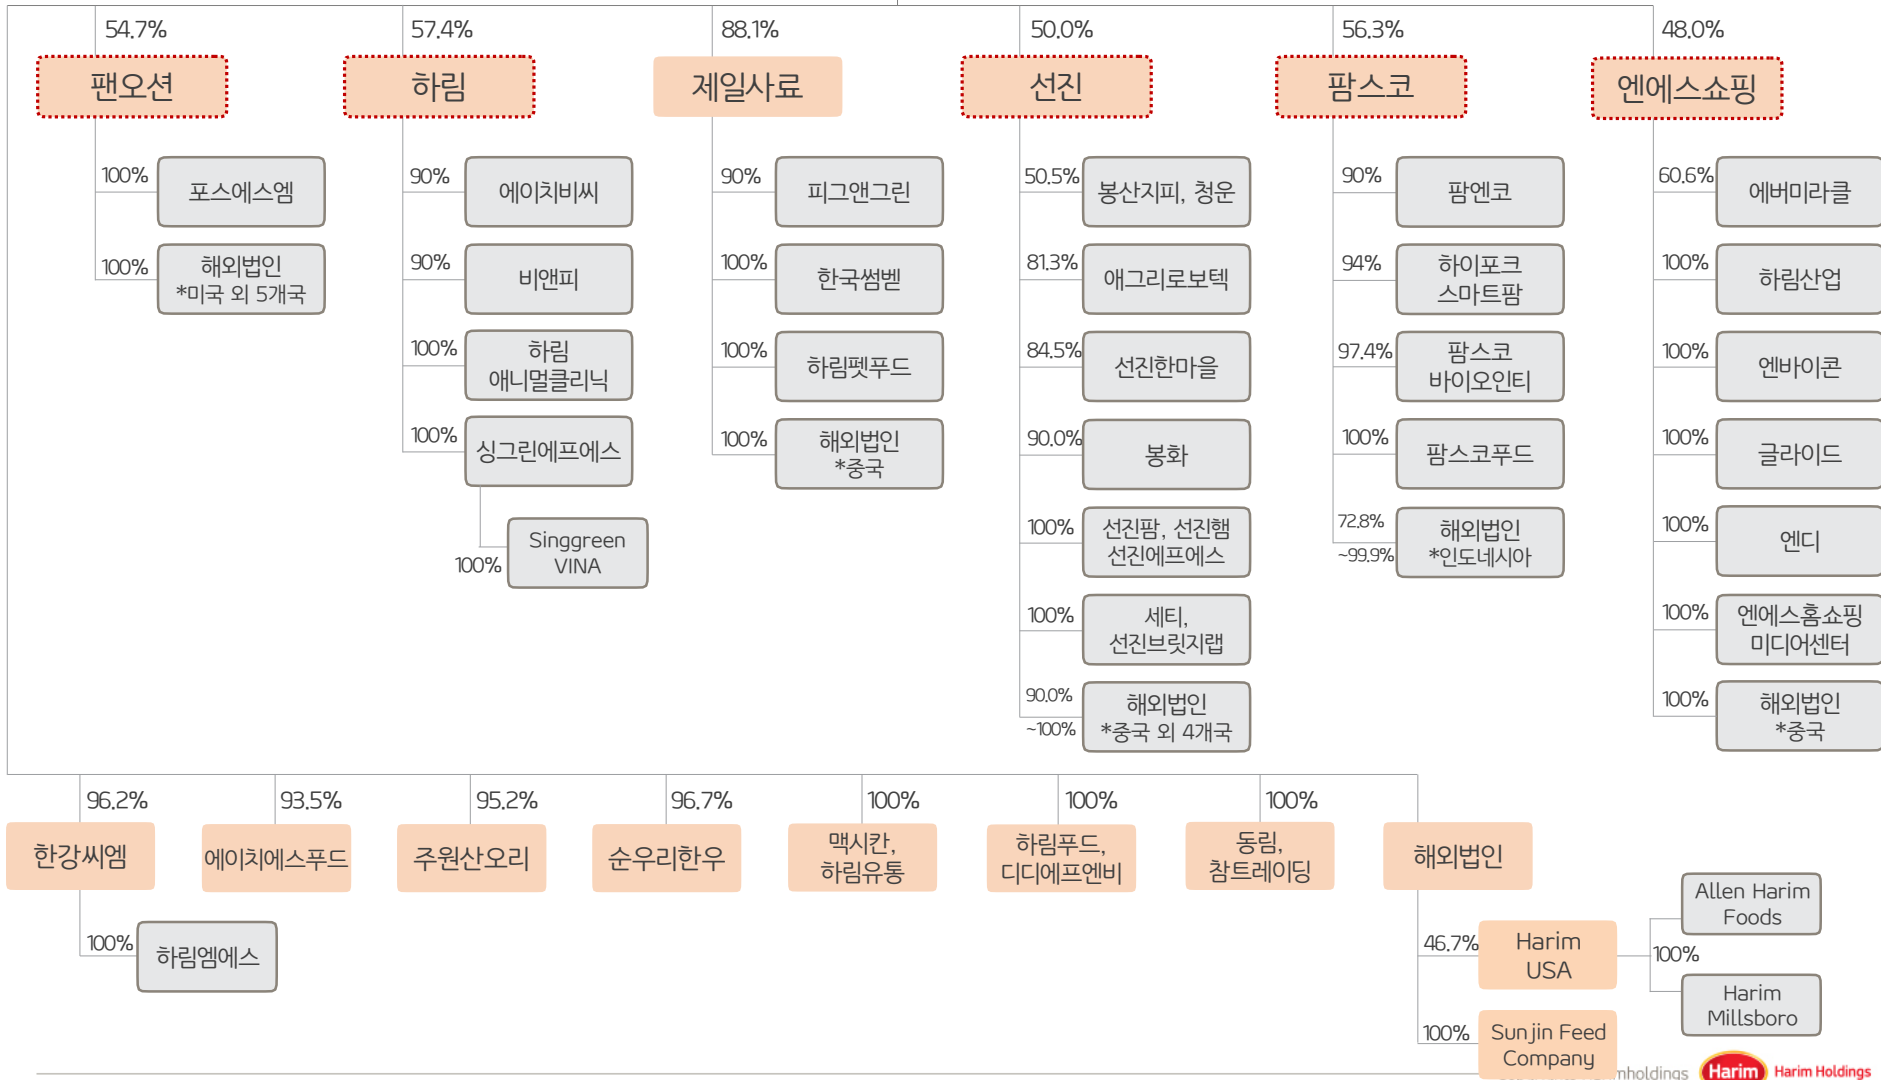 54.7%
57.4%
88.1%
50.0%
56.3%
48.0%
팬오션
하림
제일사료
선진
팜스코
엔에스쇼핑
100%
포스에스엠
100%
해외법인
*미국 외 5개국
90%
에이치비씨
90%
비앤피
100%
하림
애니멀클리닉
100%
싱그린에프에스
100%
Singgreen
VINA
90%
피그앤그린
100%
한국썸벧
100%
하림펫푸드
100%
해외법인
*중국
50.5%
봉산지피, 청운
81.3%
애그리로보텍
84.5%
선진한마을
90.0%
봉화
100%
선진팜, 선진햄
선진에프에스
100%
세티,
선진브릿지랩
90.0%
~100%
해외법인
*중국 외 4개국
90%
팜엔코
94%
하이포크
스마트팜
97.4%
팜스코
바이오인티
100%
팜스코푸드
72.8%
~99.9%
해외법인
*인도네시아
60.6%
에버미라클
100%
하림산업
100%
엔바이콘
100%
글라이드
100%
엔디
100%
엔에스홈쇼핑
미디어센터
100%
해외법인
*중국
96.2%
93.5%
95.2%
96.7%
100%
100%
100%
한강씨엠
에이치에스푸드
주원산오리
순우리한우
맥시칸,
하림유통
하림푸드,
디디에프엔비
동림,
참트레이딩
해외법인
100%
하림엠에스
46.7%
Harim
USA
100%
Allen Harim
Foods
Harim
Millsboro
100%
Sunjin Feed
Company
mholdings
Harim
Harim Holdings